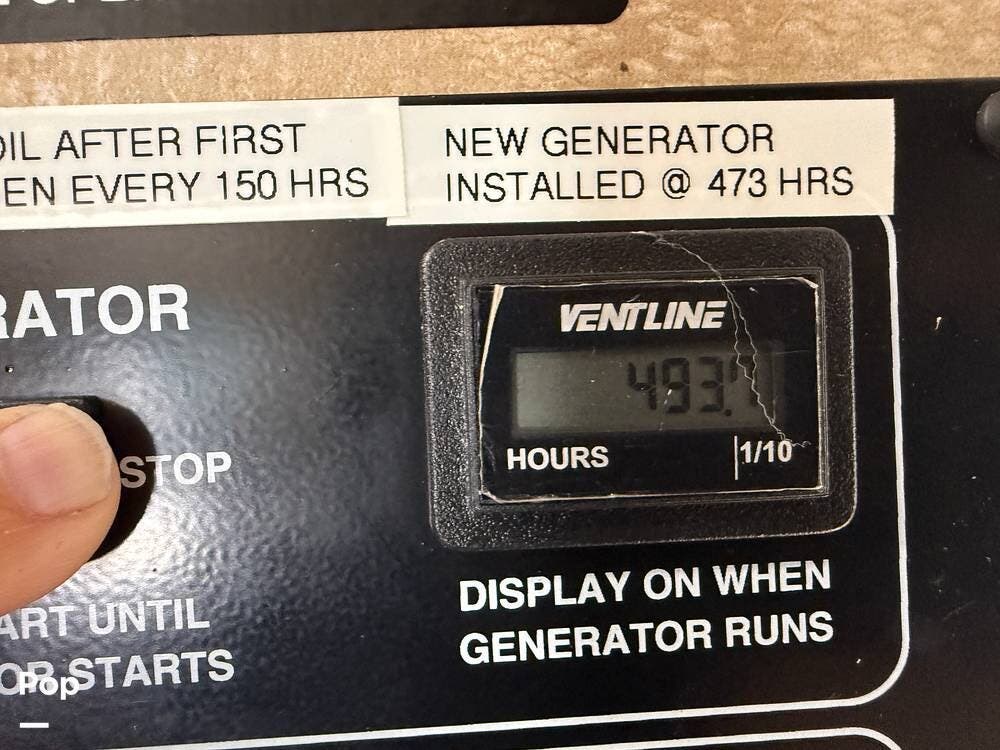 OIL AFTER FIRST
EN EVERY 150 HRS
NEW GENERATOR
INSTALLED @ 473 HRS
RATOR
VENTLINE
HOURS
1/10
STOP
DISPLAY ON WHEN
GENERATOR RUNS
ART UNTIL
OR STARTS
Pop